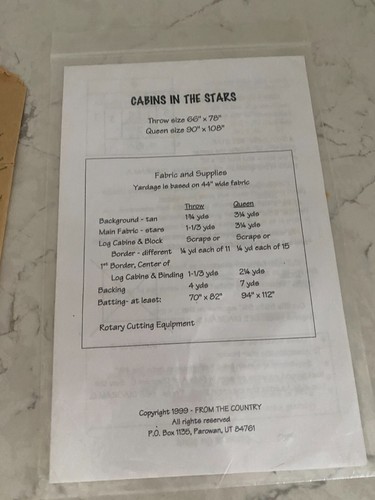 CABINS IN THE STARS
Throw size 66" x 78"
Queen size 90" x 108"
Fabric and Supplies
Yardage is based on 44" wide fabric
Throw Queen
Background - tan 1¾ yds 3¼ yds
Main Fabric - stars 1-1/3 yds 3¼ yds
Log Cabins & Block Scraps or Scraps or
Border - different ¼ yd each of 11 ¼ yd each of 15
1st Border, Center of
Log Cabins & Binding 1-1/3 yds 2¼ yds
Backing 4 yds 7 yds
Batting- at least: 70" x 82" 94" x 112"
Rotary Cutting Equipment
Copyright 1999 - FROM THE COUNTRY
All rights reserved
P.O. Box 1135, Parowan, UT 84761